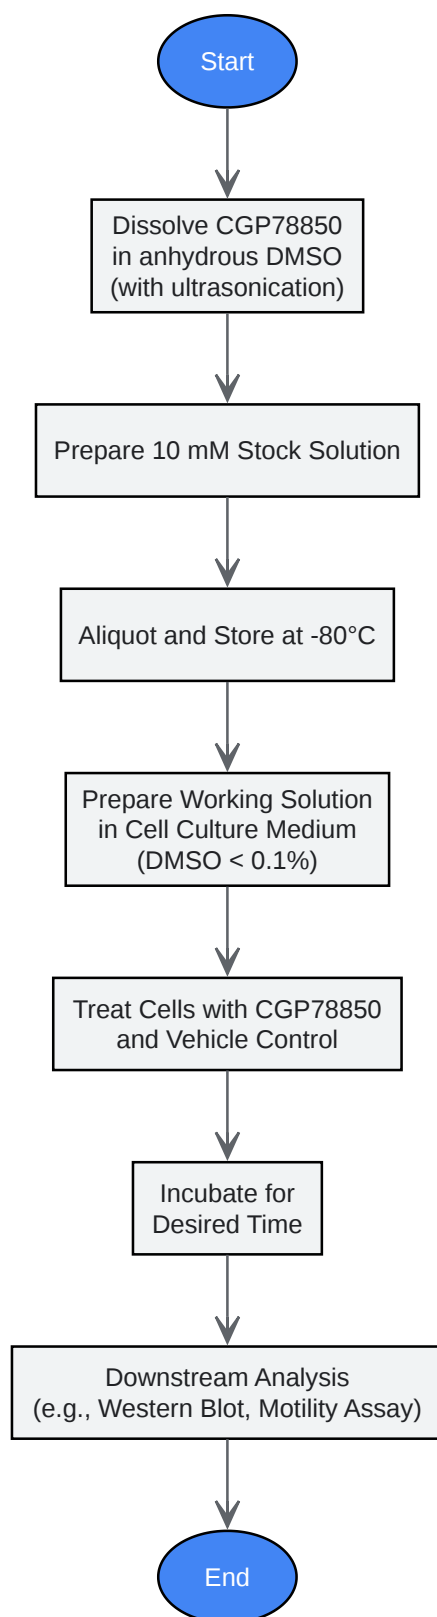 Start
Dissolve CGP78850
in anhydrous DMSO
(with ultrasonication)
Prepare 10 mM Stock Solution
Aliquot and Store at -80°C
Prepare Working Solution
in Cell Culture Medium
(DMSO < 0.1%)
Treat Cells with CGP78850
and Vehicle Control
Incubate for
Desired Time
Downstream Analysis
(e.g., Western Blot, Motility Assay)
End